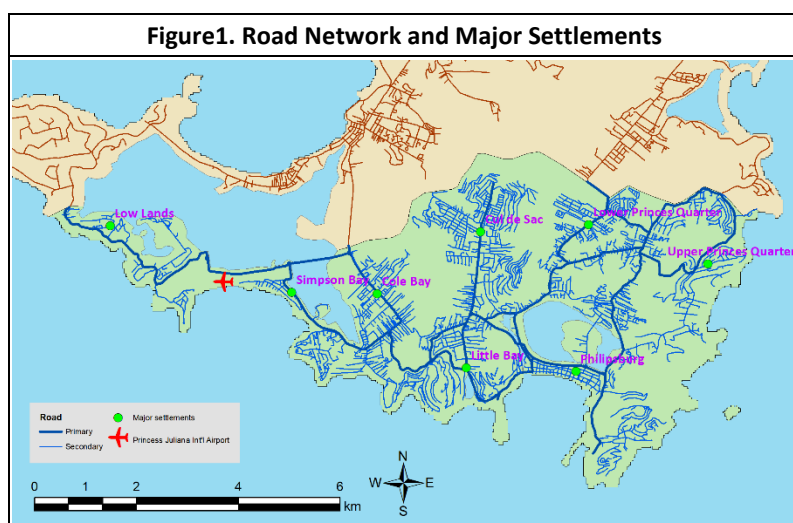 Figure1. Road Network and Major Settlements
Low Lands
Cul de Sac
Lower Princes Quarter
Upper Princes Quarter
Simpson Bay
Cole Bay
Little Bay
Philipsburg
Road
Major settlements
Primary
Princess Juliana Int'l Airport
Secondary
N
W E
S
0 1 2 4 6
km